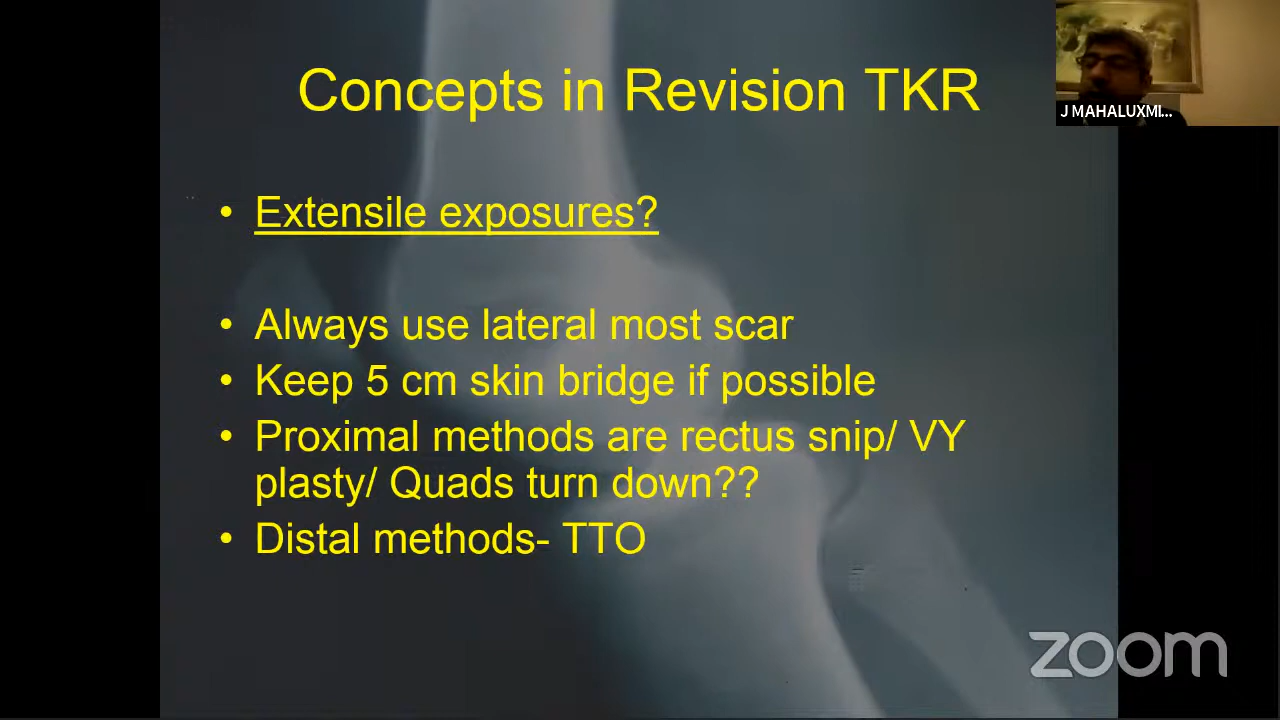 Concepts in Revision TKR
J MAHALUXMI...
• Extensile exposures?
• Always use lateral most scar
• Keep 5 cm skin bridge if possible
• Proximal methods are rectus snip/ VY
plasty/ Quads turn down??
• Distal methods- TTO
zoom